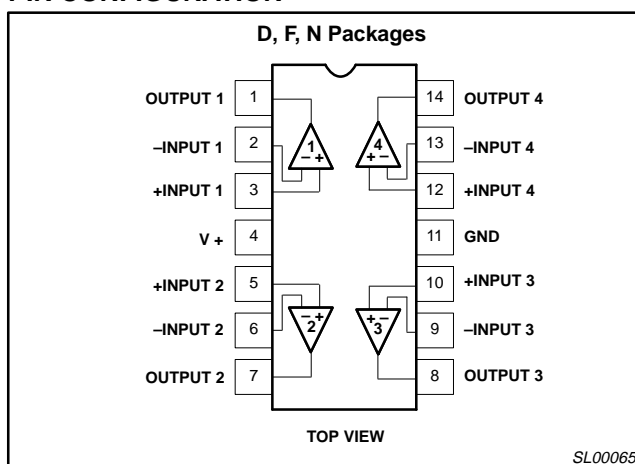 D, F, N Packages
OUTPUT 1 1 14 OUTPUT 4
–INPUT 1 2 13 –INPUT 4
1 4
– + + –
+INPUT 1 3 12 +INPUT 4
V + 4 11 GND
+INPUT 2 5 10 +INPUT 3
– + + –
2 3
–INPUT 2 6 9 –INPUT 3
OUTPUT 2 7 8 OUTPUT 3
TOP VIEW
SL00065